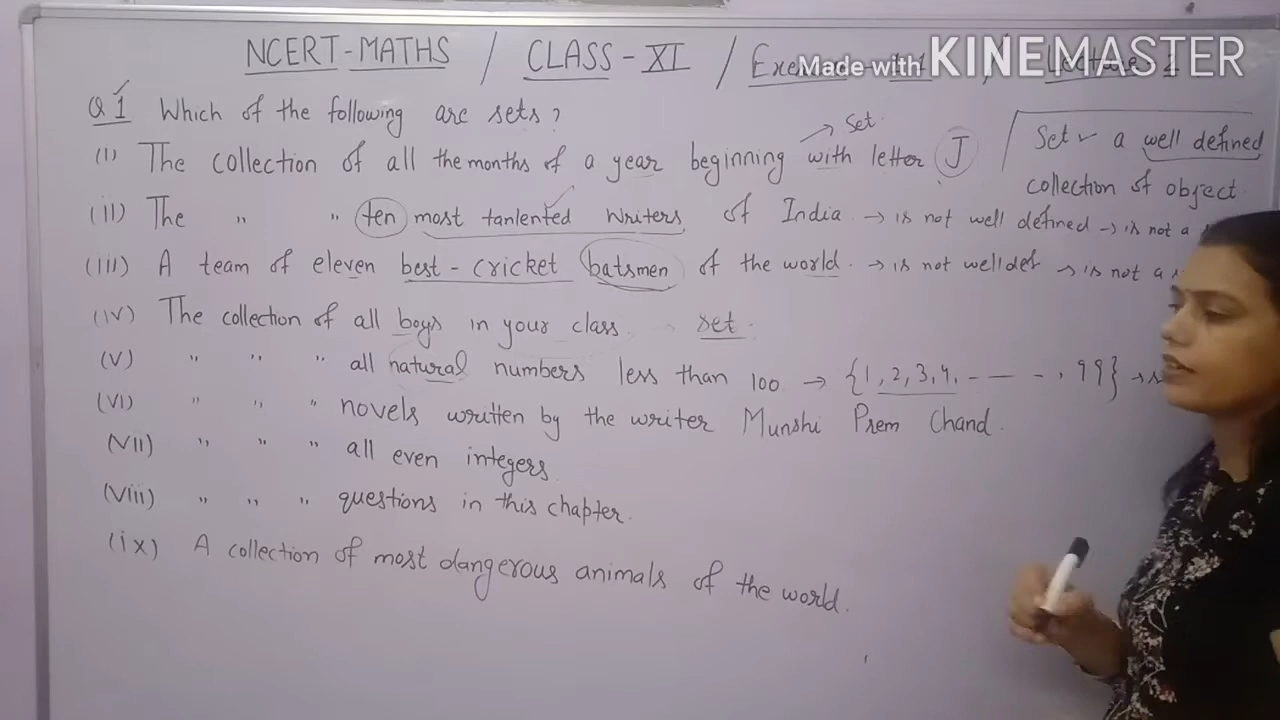 NCERT-MATHS / CLASS-XI /
Made with KINEMASTER
Q1 Which of the following are sets?
(I) The collection of all the months of a year beginning with letter J → Set.
Set a well defined
collection of object
(II) The " " ten most tanlented writers of India → is not well defined → is not a
(III) A team of eleven best-cricket batsmen of the world. → is not welldef → is not a
(IV) The collection of all boys in your class. set.
(V) " " " all natural numbers less than 100 → {1, 2, 3, 4, - — - -, 99} →
(VI) " " " novels written by the writer Munshi Prem Chand.
(VII) " " " all even integers.
(VIII) " " " questions in this chapter.
(ix) A collection of most dangerous animals of the world.